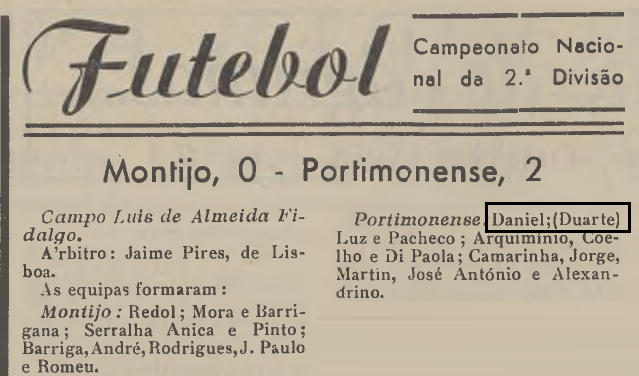 Futebol
Campeonato Nacio-
nal da 2.ª Divisão
Montijo, 0 - Portimonense, 2
Campo Luis de Almeida Fi-
dalgo.
A'rbitro: Jaime Pires, de Lis-
boa.
As equipas formaram :
Montijo : Redol; Mora e Barri-
gana; Serralha Anica e Pinto;
Barriga, André, Rodrigues, J. Paulo
e Romeu.
Portimonense, Daniel;(Duarte)
Luz e Pacheco ; Arquiminio, Coe-
lho e Di Paola; Camarinha, Jorge,
Martin, José António e Alexan-
drino.